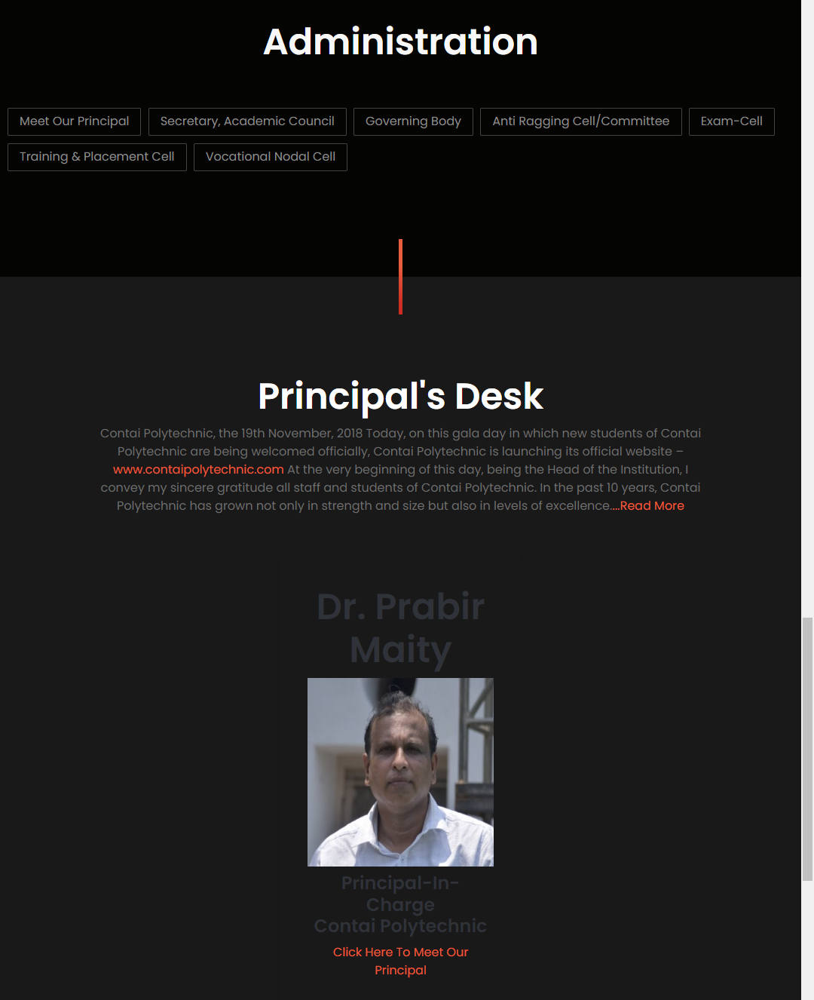 Administration
Meet Our Principal
Secretary, Academic Council
Governing Body
Anti Ragging Cell/Committee
Exam-Cell
Training & Placement Cell
Vocational Nodal Cell
Principal's Desk
Contai Polytechnic, the 19th November, 2018 Today, on this gala day in which new students of Contai
Polytechnic are being welcomed officially, Contai Polytechnic is launching its official website –
www.contaipolytechnic.com At the very beginning of this day, being the Head of the Institution, I
convey my sincere gratitude all staff and students of Contai Polytechnic. In the past 10 years, Contai
Polytechnic has grown not only in strength and size but also in levels of excellence....Read More
Dr. Prabir
Maity
Principal-In-
Charge
Contai Polytechnic
Click Here To Meet Our
Principal